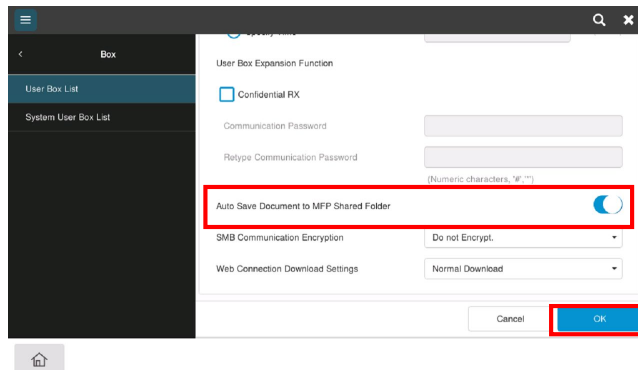 Box
User Box List
System User Box List
Specify Time
User Box Expansion Function
Confidential RX
Communication Password
Retype Communication Password
(Numeric characters, "#","*")
Auto Save Document to MFP Shared Folder
SMB Communication Encryption
Do not Encrypt.
Web Connection Download Settings
Normal Download
Cancel
OK